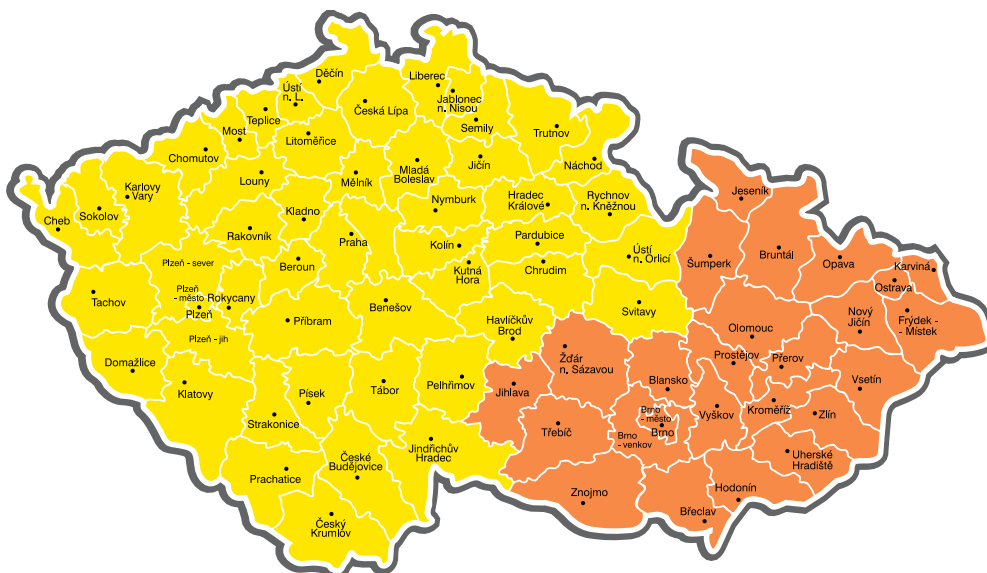 Děčín
Ústí
n. L.
Liberec
Jablonec
n. Nisou
Teplice
Česká Lípa
Semily
Most
Litoměřice
Trutnov
Chomutov
Jičín
Náchod
Louny
Mělník
Mladá
Boleslav
Karlovy
Vary
Jeseník
Hradec
Králové
Rychnov
n. Kněžnou
Nymburk
Sokolov
Cheb
Kladno
Rakovník
Praha
Kolín
Pardubice
Ústí
n. Orlicí
Šumperk
Bruntál
Opava
Karviná
Ostrava
Plzeň - sever
Beroun
Kutná
Hora
Chrudim
Tachov
Plzeň
- město
Rokycany
Plzeň
Benešov
Svitavy
Příbram
Havlíčkův
Brod
Nový
Jičín
Frýdek -
- Místek
Plzeň - jih
Olomouc
Domažlice
Žďár
n. Sázavou
Prostějov
Přerov
Klatovy
Písek
Tábor
Pelhřimov
Jihlava
Blansko
Vsetín
Strakonice
Brno
- město
Brno
Vyškov
Kroměříž
Zlín
Třebíč
Brno
- venkov
Jindřichův
Hradec
České
Budějovice
Prachatice
Uherské
Hradiště
Znojmo
Hodonín
Břeclav
Český
Krumlov